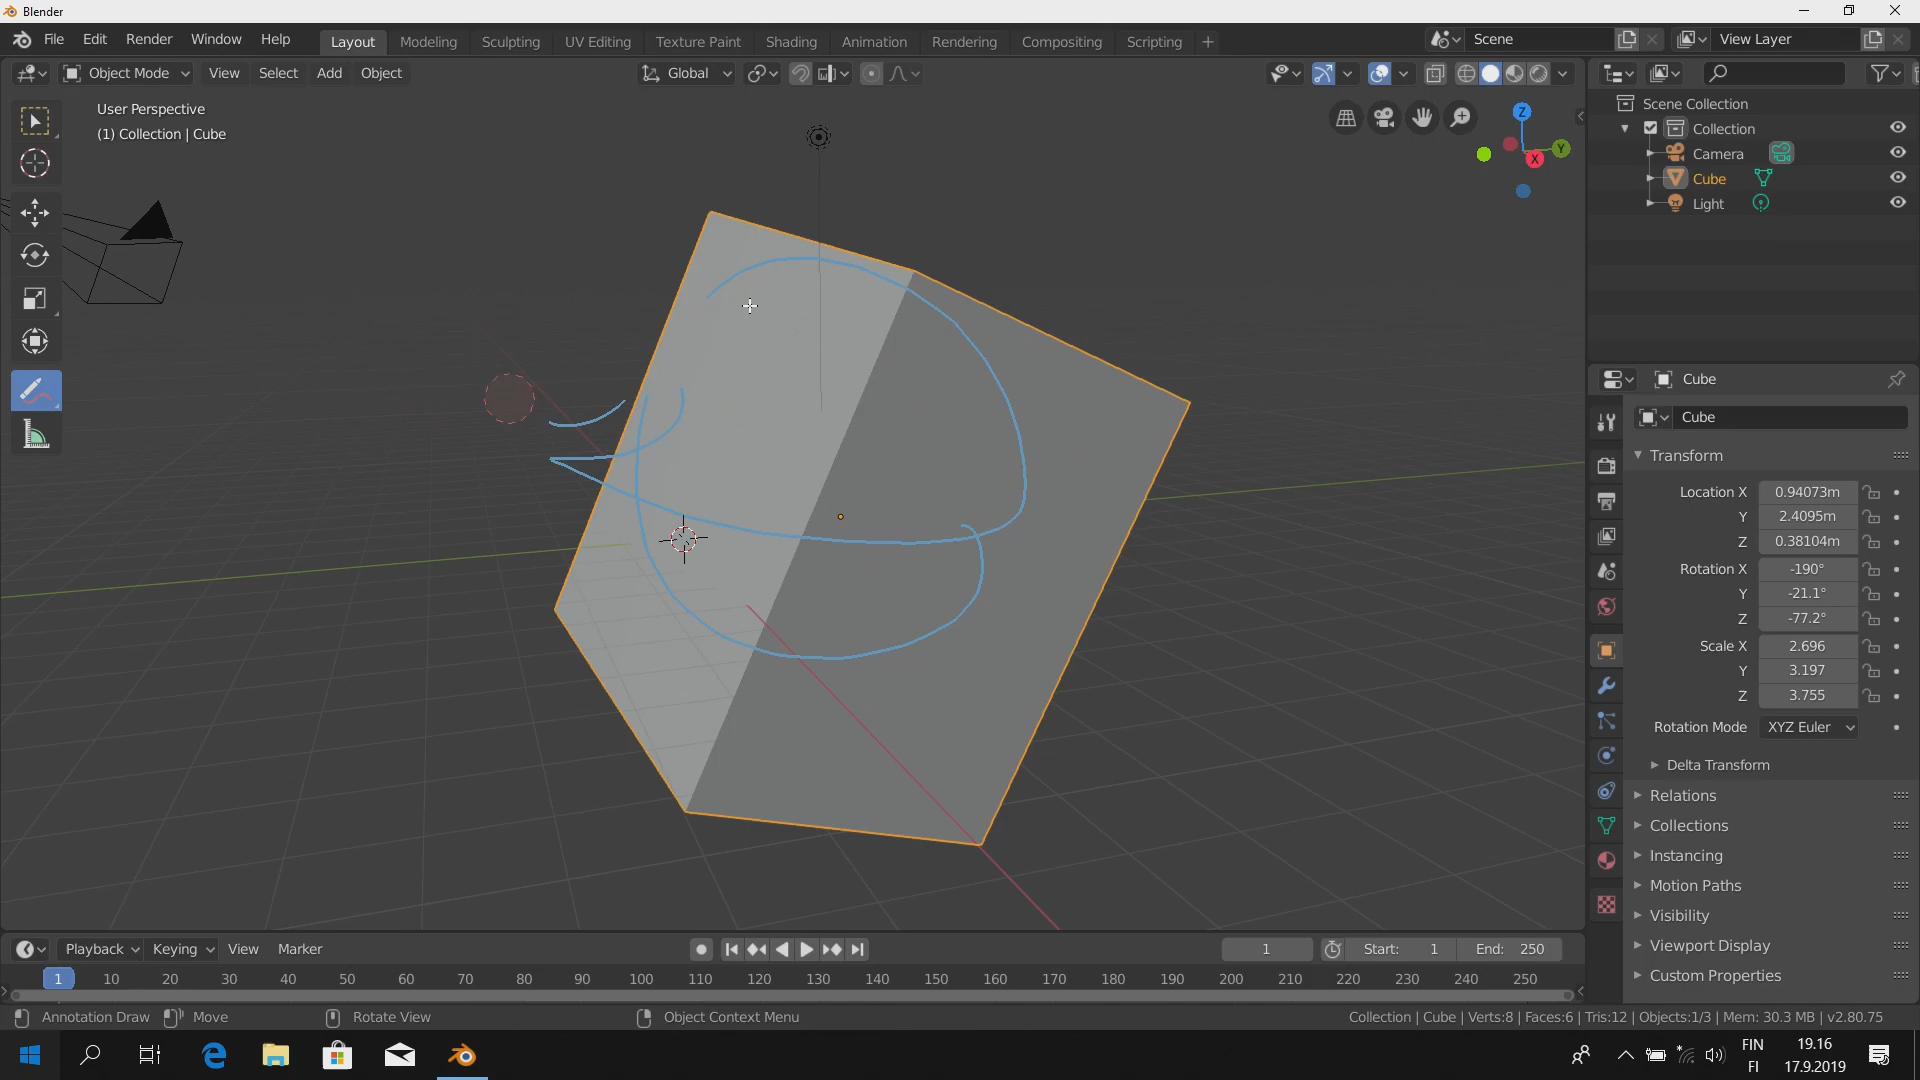 Blender
File Edit Render Window Help Layout Modeling Sculpting UV Editing Texture Paint Shading Animation Rendering Compositing Scripting + Scene View Layer
Object Mode View Select Add Object Global
User Perspective
(1) Collection | Cube
Z
Y
X
Scene Collection
Collection
Camera
Cube
Light
Cube
Cube
Transform
Location X 0.94073m
Y 2.4095m
Z 0.38104m
Rotation X -190°
Y -21.1°
Z -77.2°
Scale X 2.696
Y 3.197
Z 3.755
Rotation Mode XYZ Euler
Delta Transform
Relations
Collections
Instancing
Motion Paths
Visibility
Viewport Display
Custom Properties
Playback Keying View Marker 1 Start: 1 End: 250
1 10 20 30 40 50 60 70 80 90 100 110 120 130 140 150 160 170 180 190 200 210 220 230 240 250
Annotation Draw Move Rotate View Object Context Menu Collection | Cube | Verts:8 | Faces:6 | Tris:12 | Objects:1/3 | Mem: 30.3 MB | v2.80.75
FIN 19.16
FI 17.9.2019